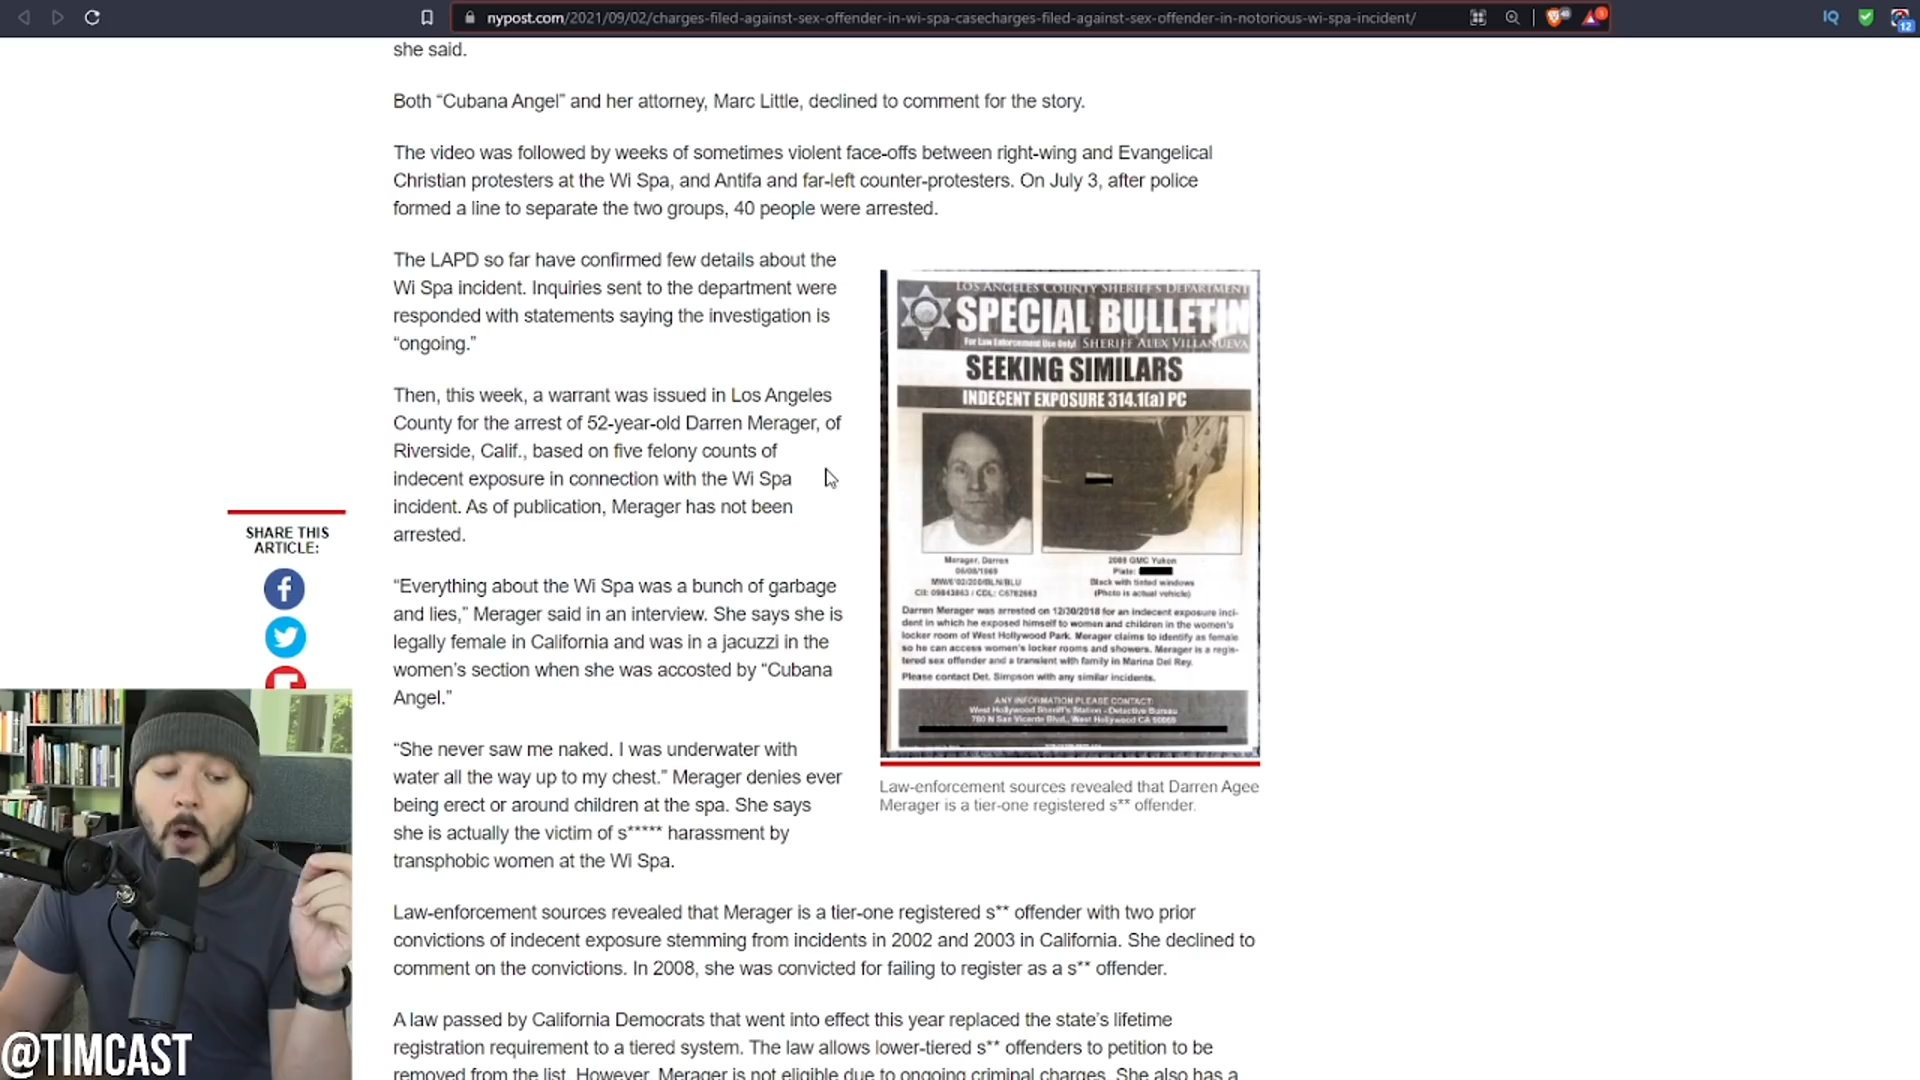 nypost.com/2021/09/02/charges-filed-against-sex-offender-in-wi-spa-casecharges-filed-against-sex-offender-in-notorious-wi-spa-incident/
IQ
12
she said.
Both “Cubana Angel” and her attorney, Marc Little, declined to comment for the story.
The video was followed by weeks of sometimes violent face-offs between right-wing and Evangelical
Christian protesters at the Wi Spa, and Antifa and far-left counter-protesters. On July 3, after police
formed a line to separate the two groups, 40 people were arrested.
The LAPD so far have confirmed few details about the
Wi Spa incident. Inquiries sent to the department were
responded with statements saying the investigation is
“ongoing.”
Then, this week, a warrant was issued in Los Angeles
County for the arrest of 52-year-old Darren Merager, of
Riverside, Calif., based on five felony counts of
indecent exposure in connection with the Wi Spa
incident. As of publication, Merager has not been
arrested.
“Everything about the Wi Spa was a bunch of garbage
and lies,” Merager said in an interview. She says she is
legally female in California and was in a jacuzzi in the
women’s section when she was accosted by “Cubana
Angel.”
“She never saw me naked. I was underwater with
water all the way up to my chest.” Merager denies ever
being erect or around children at the spa. She says
she is actually the victim of s***** harassment by
transphobic women at the Wi Spa.
LOS ANGELES COUNTY SHERIFF'S DEPARTMENT
SPECIAL BULLETIN
For Law Enforcement Use Only! SHERIFF ALEX VILLANUEVA
SEEKING SIMILARS
INDECENT EXPOSURE 314.1(a) PC
Merager, Darren
2008 GMC Yukon
Plate:
Black with tinted windows
(Photo is actual vehicle)
Darren Merager was arrested on 12/30/2018 for an indecent exposure inci-
dent in which he exposed himself to women and children in the women's
locker room of West Hollywood Park. Merager claims to identify as female
so he can access women's locker rooms and showers. Merager is a regis-
tered sex offender and a transient with family in Marina Del Rey.
Please contact Det. Simpson with any similar incidents.
ANY INFORMATION PLEASE CONTACT:
West Hollywood Sheriff's Station - Detective Bureau
780 N San Vicente Blvd., West Hollywood CA 90069
Law-enforcement sources revealed that Darren Agee
Merager is a tier-one registered s** offender.
SHARE THIS
ARTICLE:
Law-enforcement sources revealed that Merager is a tier-one registered s** offender with two prior
convictions of indecent exposure stemming from incidents in 2002 and 2003 in California. She declined to
comment on the convictions. In 2008, she was convicted for failing to register as a s** offender.
A law passed by California Democrats that went into effect this year replaced the state’s lifetime
registration requirement to a tiered system. The law allows lower-tiered s** offenders to petition to be
removed from the list. However, Merager is not eligible due to ongoing criminal charges. She also has a
@TIMCAST